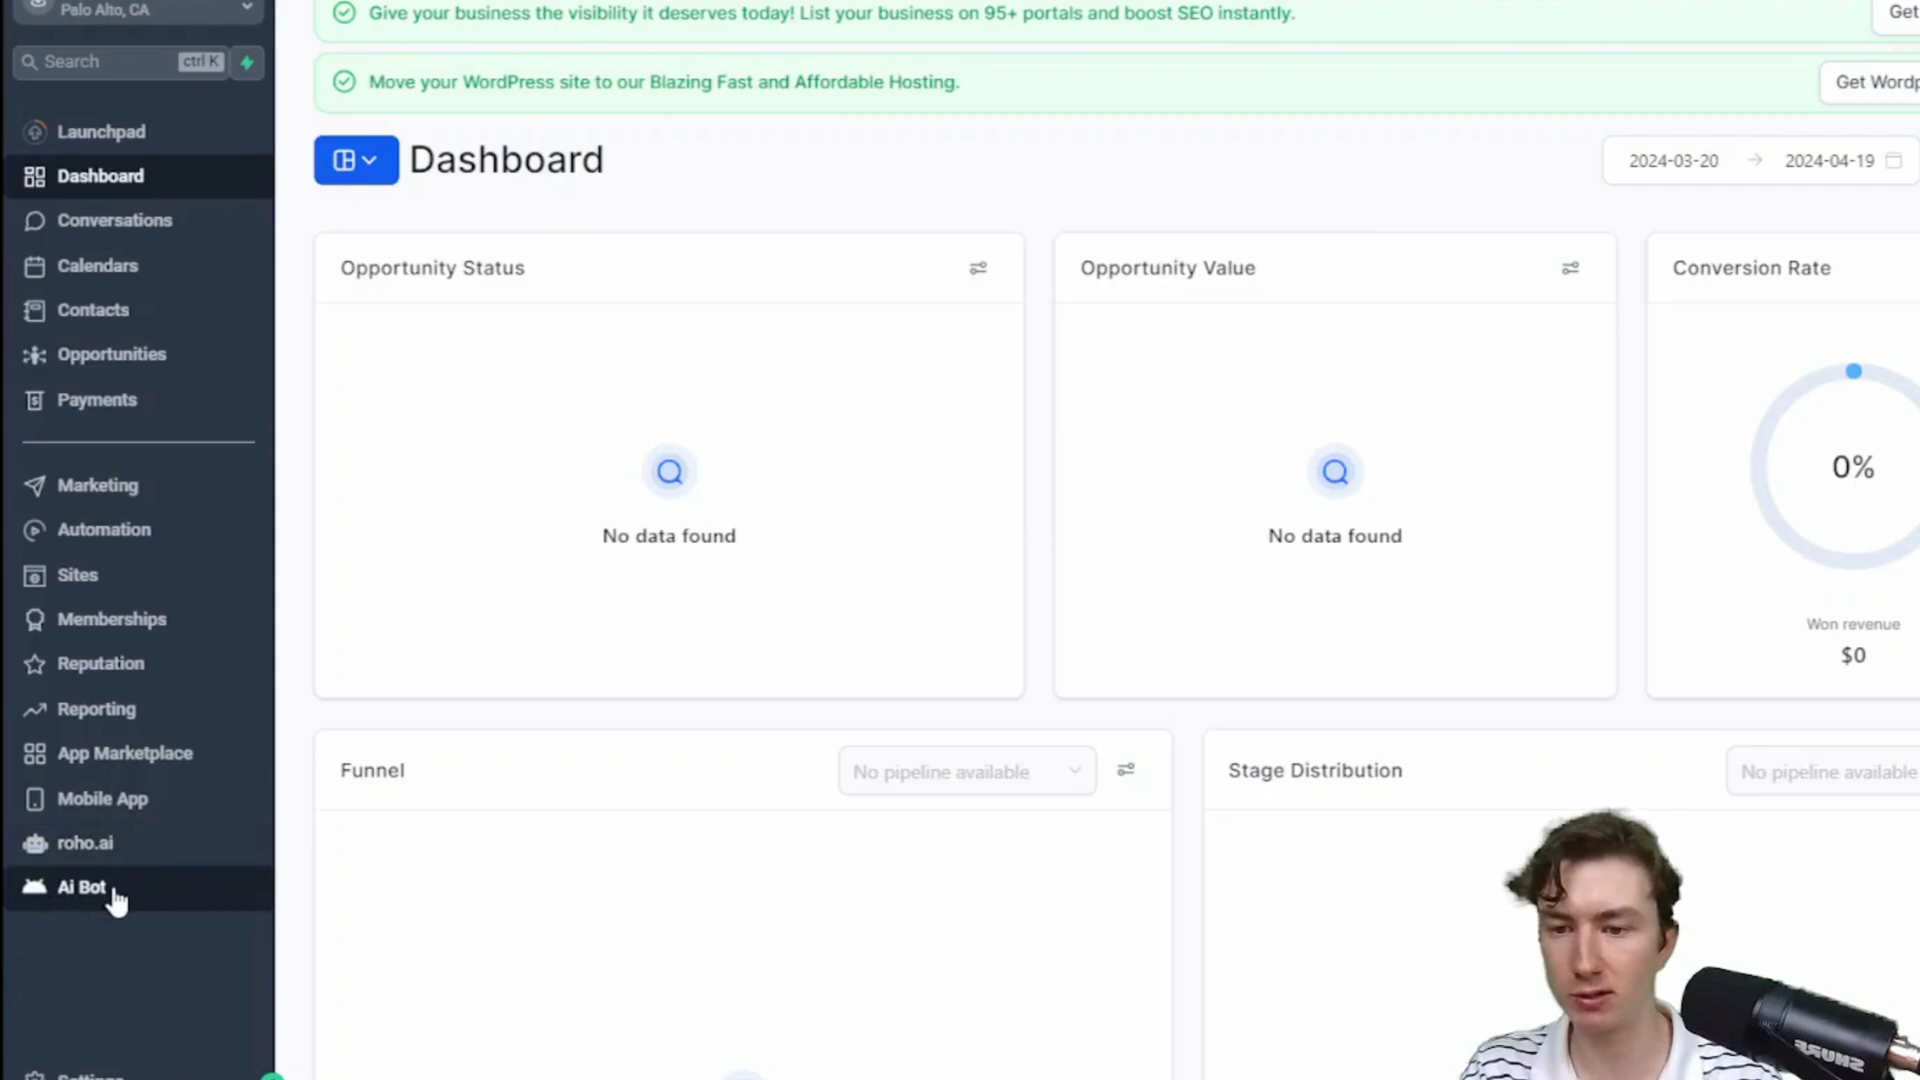 Palo Alto, CA
Give your business the visibility it deserves today! List your business on 95+ portals and boost SEO instantly.
Get
Search
ctrl K
Move your WordPress site to our Blazing Fast and Affordable Hosting.
Get Wordp
Launchpad
Dashboard
Conversations
Calendars
Contacts
Opportunities
Payments
Marketing
Automation
Sites
Memberships
Reputation
Reporting
App Marketplace
Mobile App
roho.ai
Ai Bot
Settings
Dashboard
2024-03-20
2024-04-19
Opportunity Status
No data found
Opportunity Value
No data found
Conversion Rate
0%
Won revenue
$0
Funnel
No pipeline available
Stage Distribution
No pipeline available
SHURE